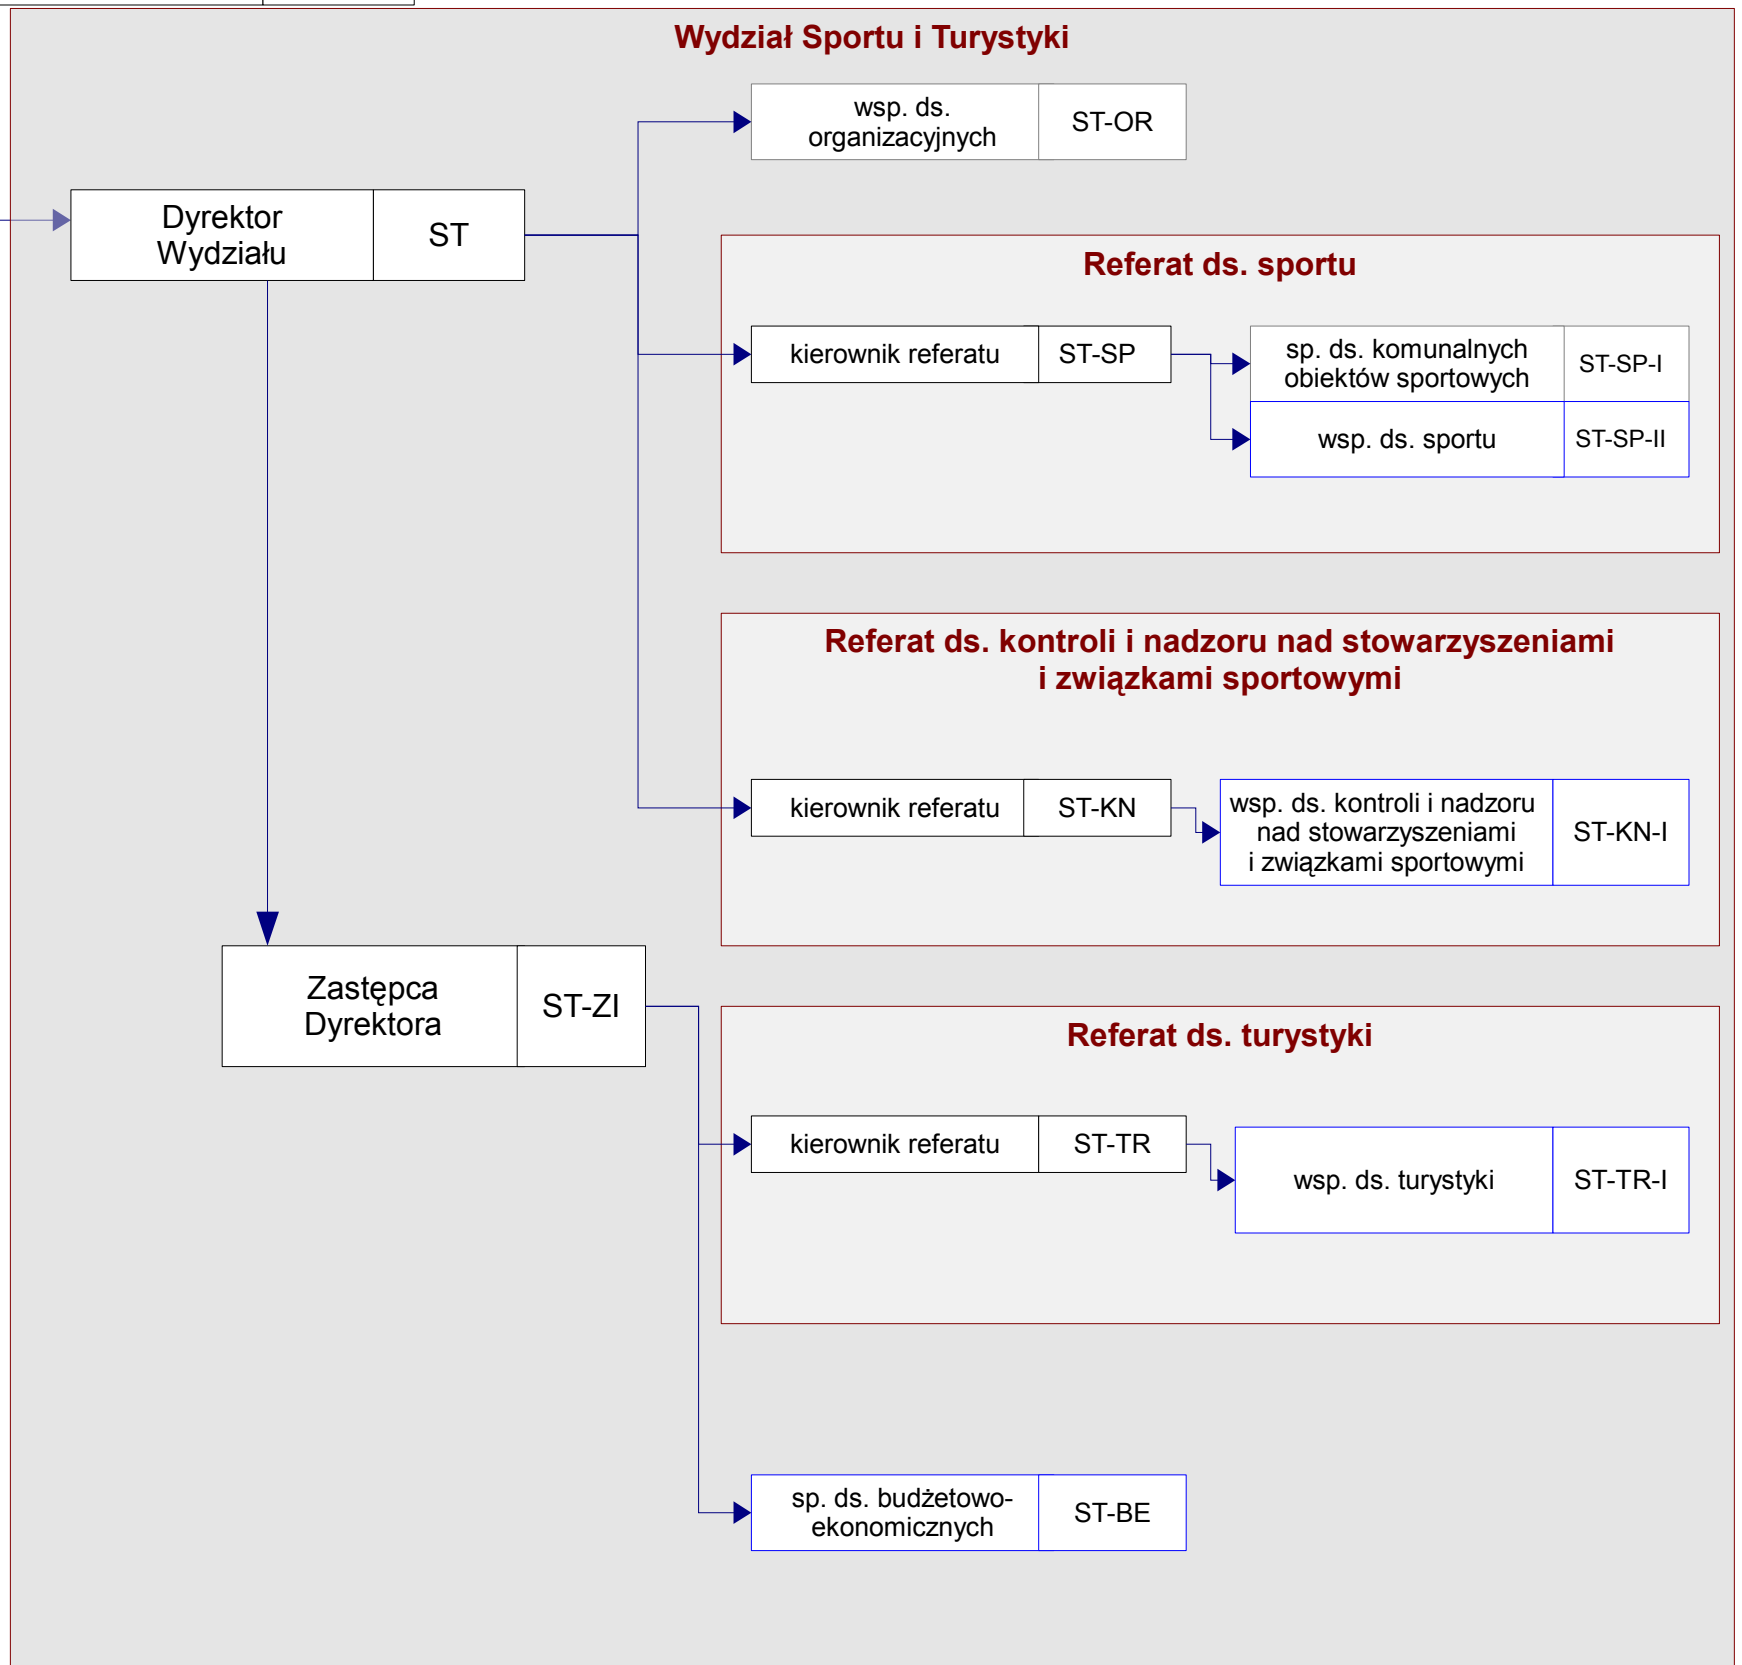 Wydział Sportu i Turystyki
wsp. ds.
organizacyjnych
ST-OR
Dyrektor
Wydziału
ST
Referat ds. sportu
kierownik referatu
ST-SP
sp. ds. komunalnych
obiektów sportowych
ST-SP-I
wsp. ds. sportu
ST-SP-II
Referat ds. kontroli i nadzoru nad stowarzyszeniami
i związkami sportowymi
kierownik referatu
ST-KN
wsp. ds. kontroli i nadzoru
nad stowarzyszeniami
i związkami sportowymi
ST-KN-I
Zastępca
Dyrektora
ST-ZI
Referat ds. turystyki
kierownik referatu
ST-TR
wsp. ds. turystyki
ST-TR-I
sp. ds. budżetowo-
ekonomicznych
ST-BE